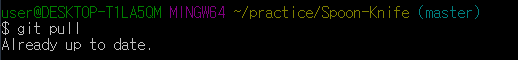 user@DESKTOP-T1LA5QM MINGW64 ~/practice/Spoon-Knife (master)
$ git pull
Already up to date.